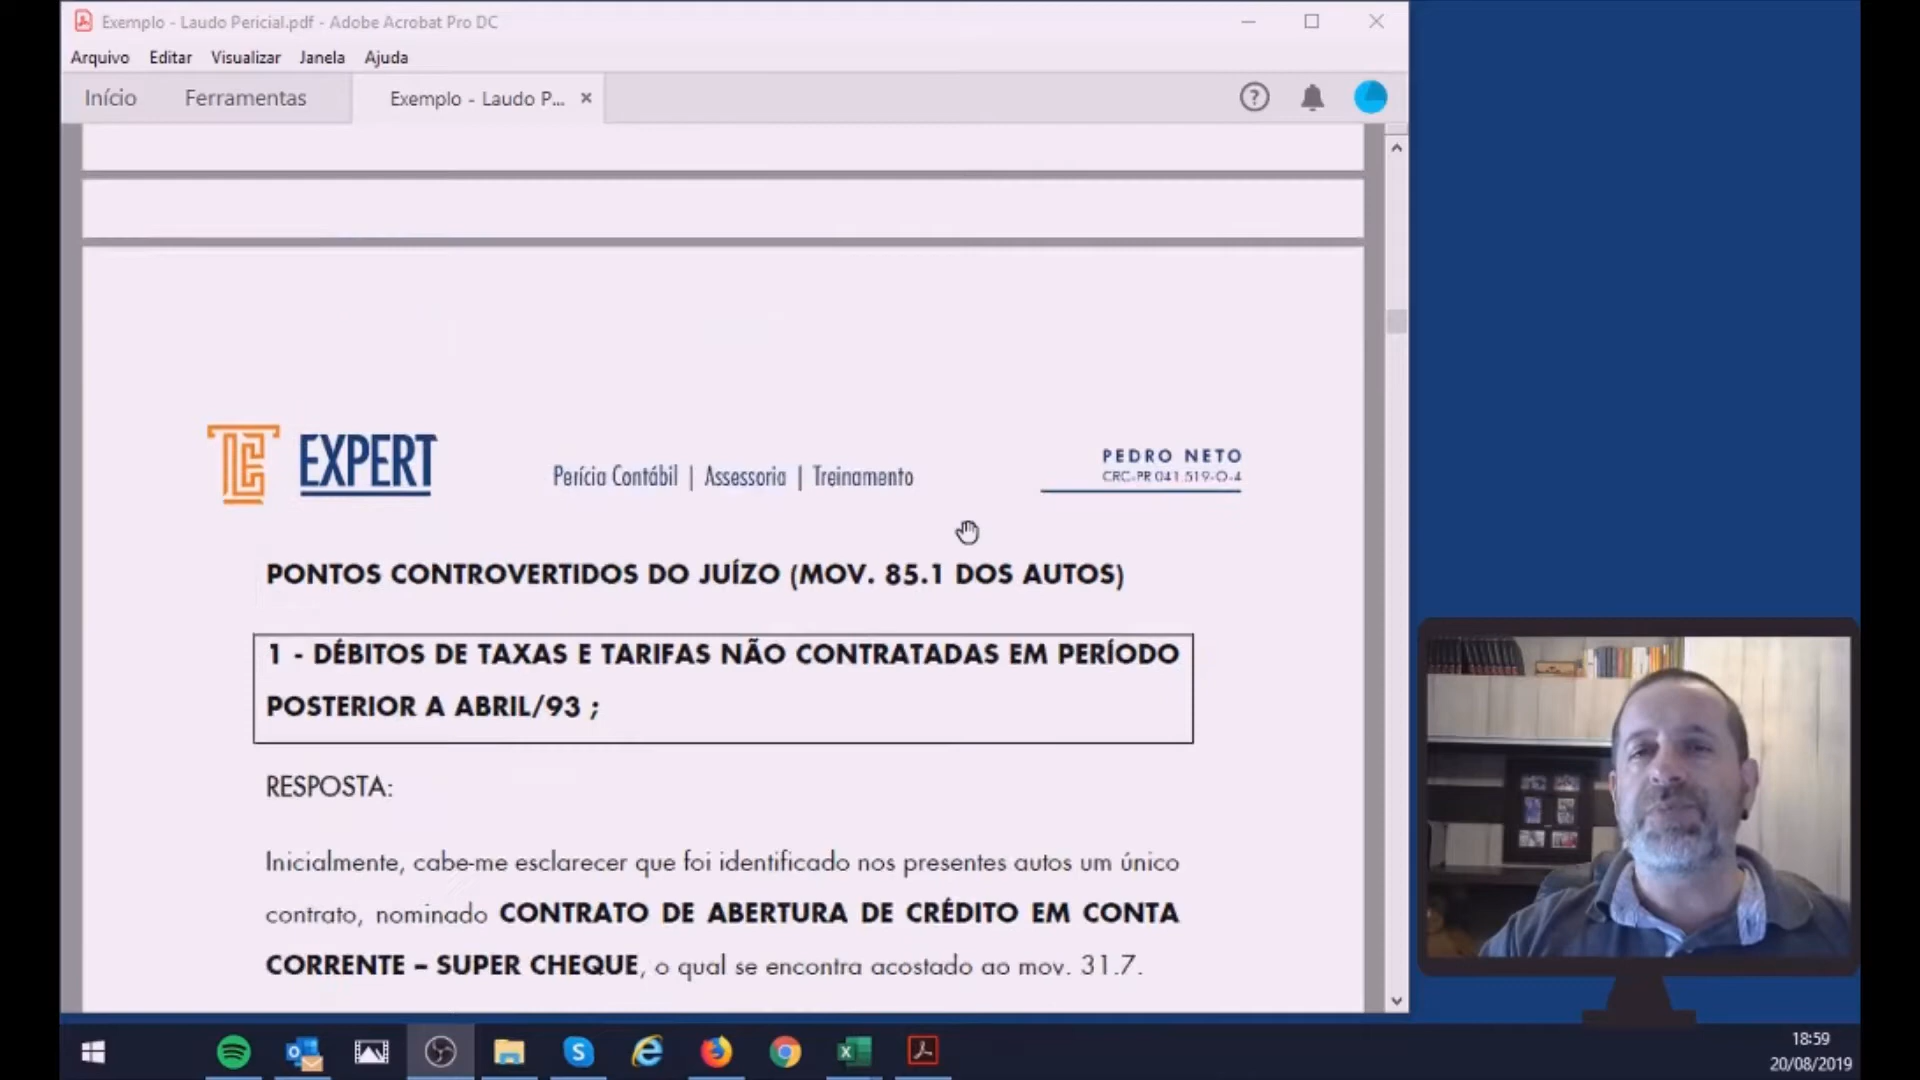 Exemplo - Laudo Pericial.pdf - Adobe Acrobat Pro DC
Arquivo Editar Visualizar Janela Ajuda
Início Ferramentas Exemplo - Laudo P... ×
EXPERT
Perícia Contábil | Assessoria | Treinamento
PEDRO NETO
CRC-PR 041.519-O-4
PONTOS CONTROVERTIDOS DO JUÍZO (MOV. 85.1 DOS AUTOS)
1 - DÉBITOS DE TAXAS E TARIFAS NÃO CONTRATADAS EM PERÍODO
POSTERIOR A ABRIL/93 ;
RESPOSTA:
Inicialmente, cabe-me esclarecer que foi identificado nos presentes autos um único
contrato, nominado CONTRATO DE ABERTURA DE CRÉDITO EM CONTA
CORRENTE – SUPER CHEQUE, o qual se encontra acostado ao mov. 31.7.
18:59
20/08/2019